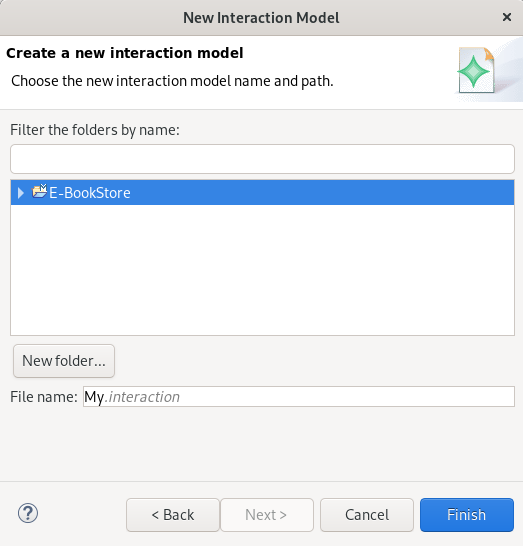 New Interaction Model
×
Create a new interaction model
Choose the new interaction model name and path.
Filter the folders by name:
E-BookStore
New folder...
File name: My.interaction
? < Back Next > Cancel Finish